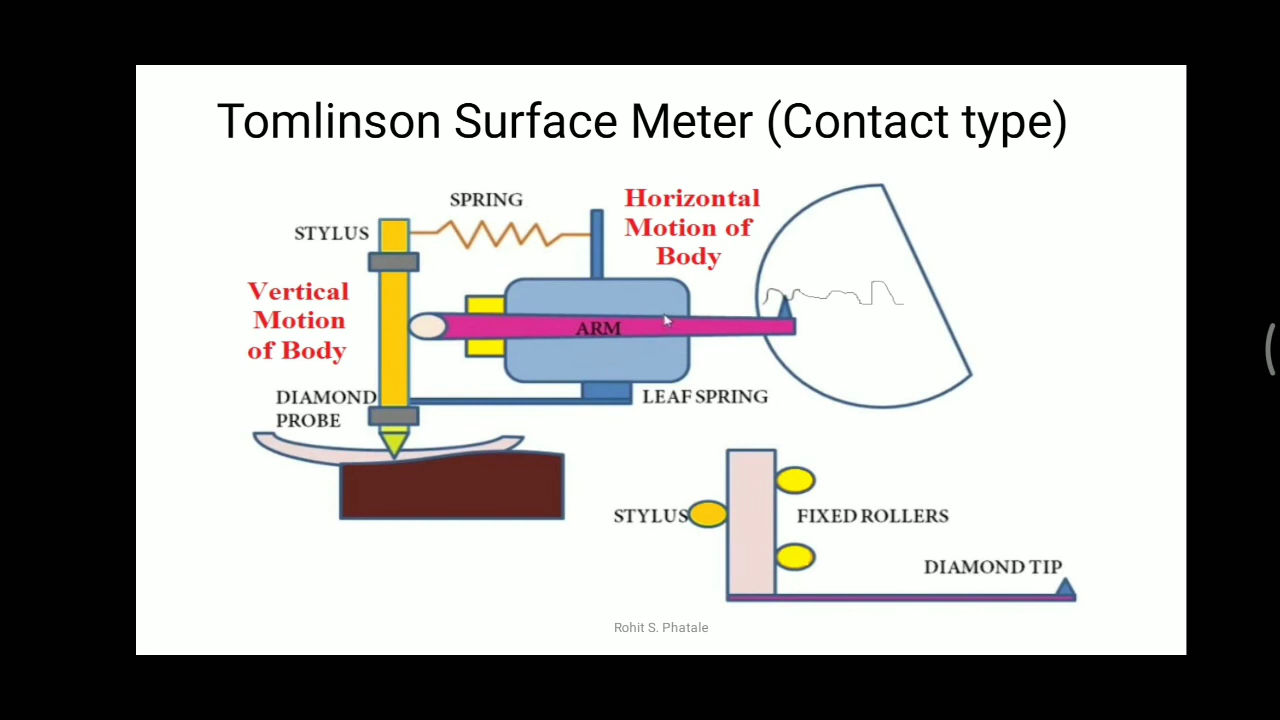 Tomlinson Surface Meter (Contact type)
SPRING
Horizontal
Motion of
Body
STYLUS
Vertical
Motion
of Body
ARM
DIAMOND
PROBE
LEAF SPRING
STYLUS
FIXED ROLLERS
DIAMOND TIP
Rohit S. Phatale